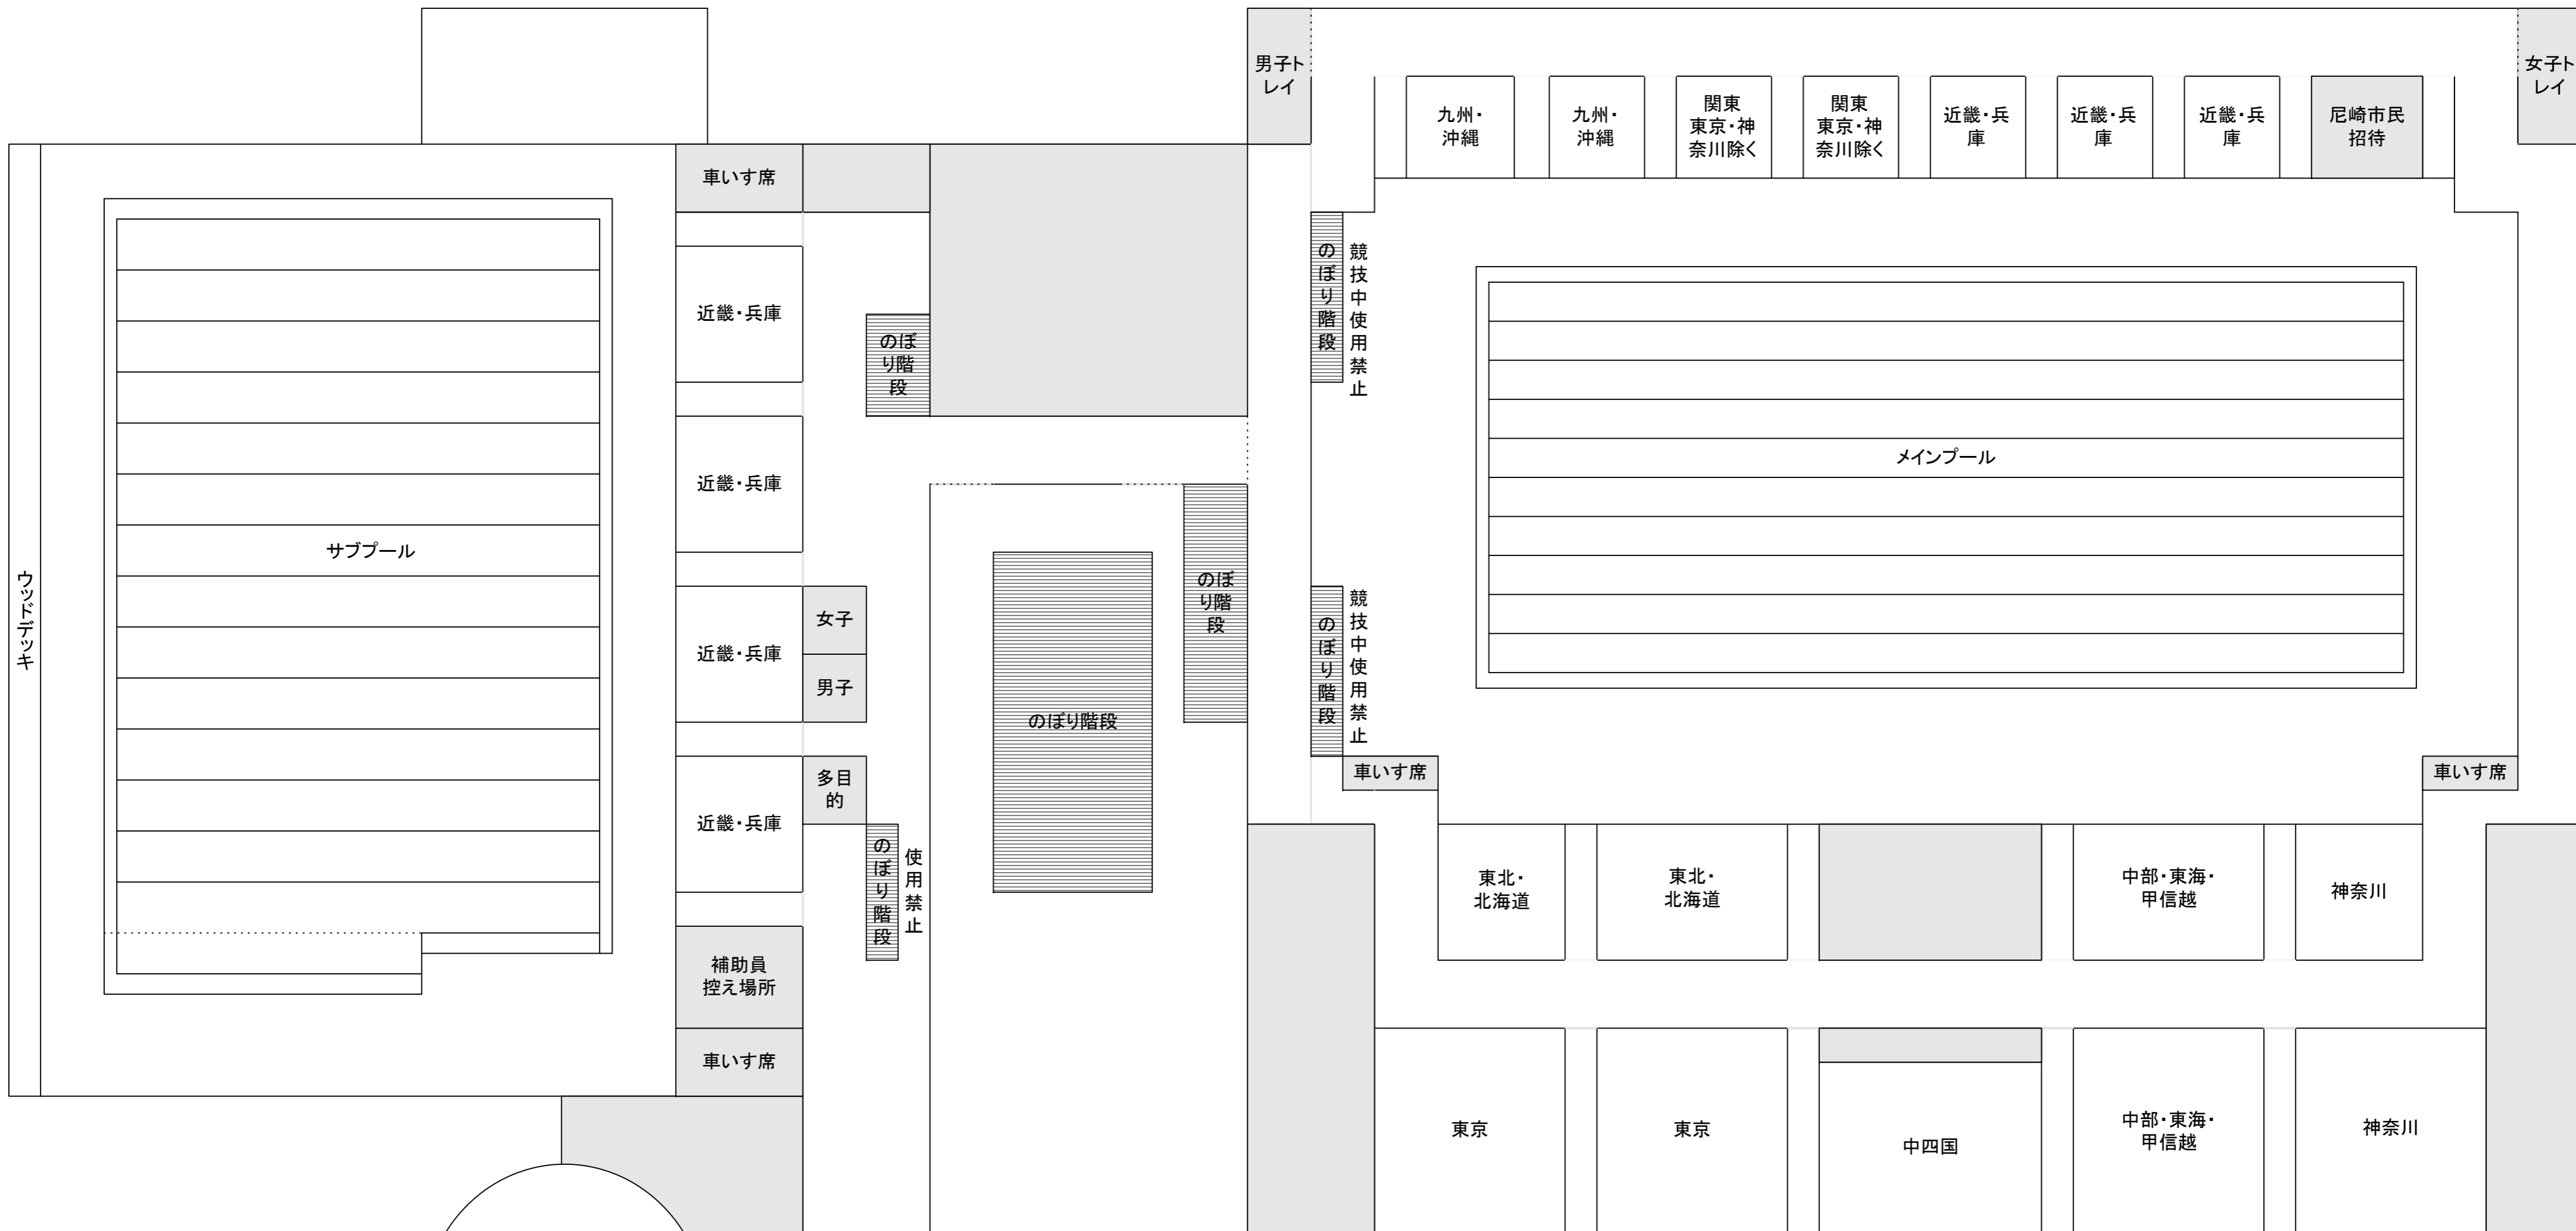 男子ト
レイ
女子ト
レイ
九州・
沖縄
九州・
沖縄
関東
東京・神
奈川除く
関東
東京・神
奈川除く
近畿・兵
庫
近畿・兵
庫
近畿・兵
庫
尼崎市民
招待
車いす席
近畿・兵庫
のぼ
り階
段
のぼり階段
競技中使用禁止
近畿・兵庫
メインプール
サブプール
ウッドデッキ
近畿・兵庫
女子
男子
のぼ
り階
段
のぼり階段
のぼり階段
競技中使用禁止
車いす席
車いす席
近畿・兵庫
多目
的
のぼり階段
使用禁止
東北・
北海道
東北・
北海道
中部・東海・
甲信越
神奈川
補助員
控え場所
車いす席
東京
東京
中四国
中部・東海・
甲信越
神奈川